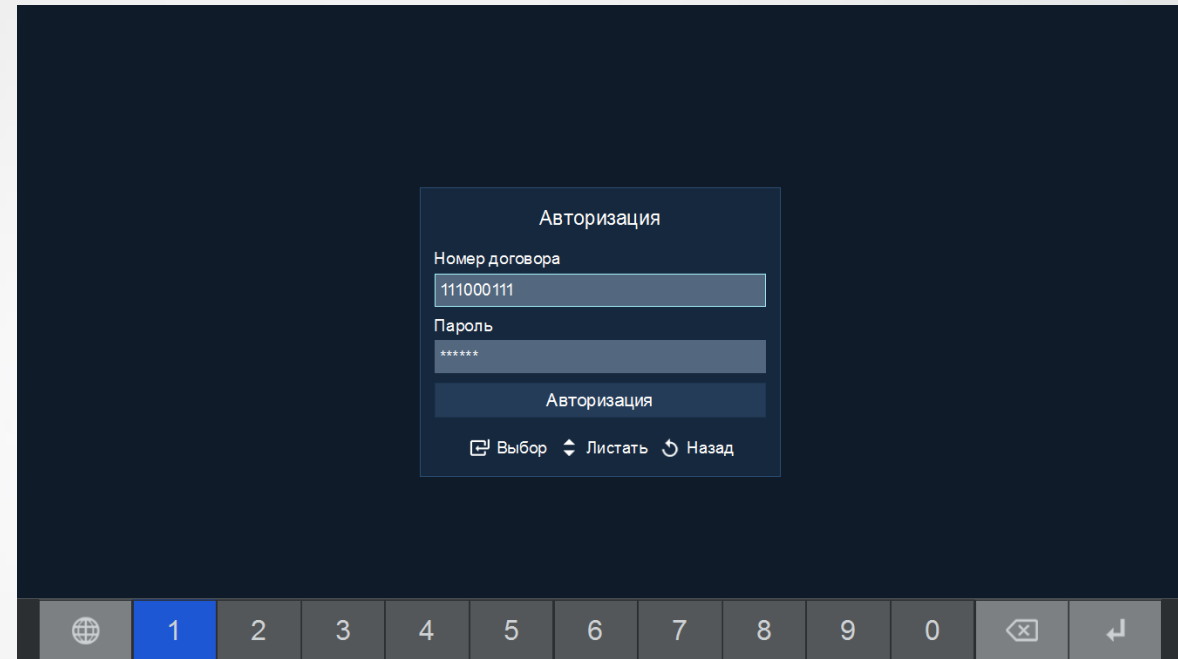 Авторизация
Номер договора
111000111
Пароль
******
Авторизация
Выбор Листать Назад
1 2 3 4 5 6 7 8 9 0